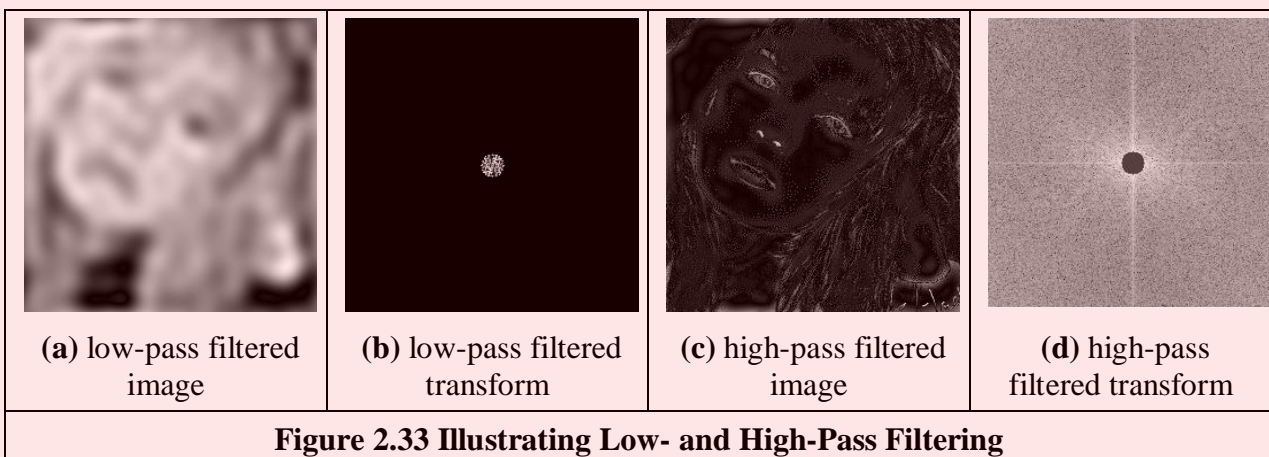 (a) low-pass filtered
image
(b) low-pass filtered
transform
(c) high-pass filtered
image
(d) high-pass
filtered transform
Figure 2.33 Illustrating Low- and High-Pass Filtering